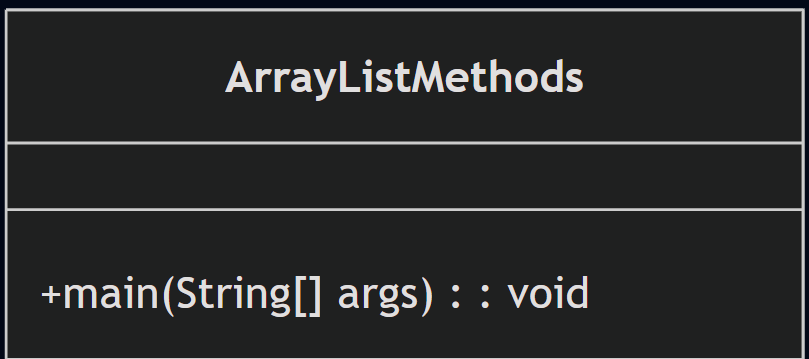 ArrayListMethods
+main(String[] args) : : void